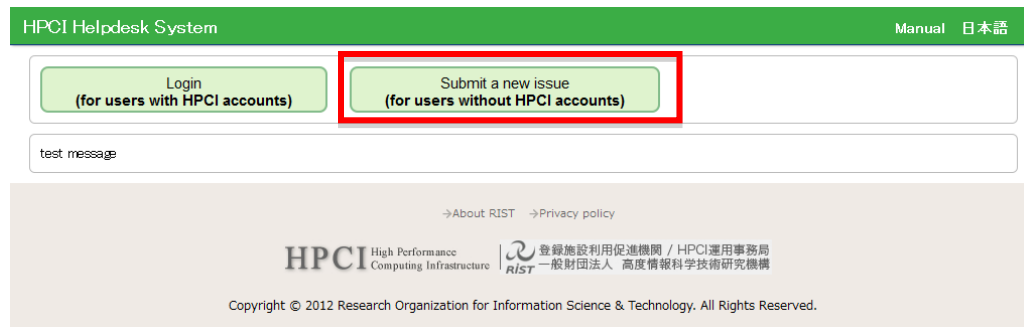 HPCI Helpdesk System
Manual 日本語
Login
(for users with HPCI accounts)
Submit a new issue
(for users without HPCI accounts)
test message
→About RIST →Privacy policy
HPCI High Performance
Computing Infrastructure
RIST 登録施設利用促進機関 / HPCI運用事務局
一般財団法人 高度情報科学技術研究機構
Copyright © 2012 Research Organization for Information Science & Technology. All Rights Reserved.